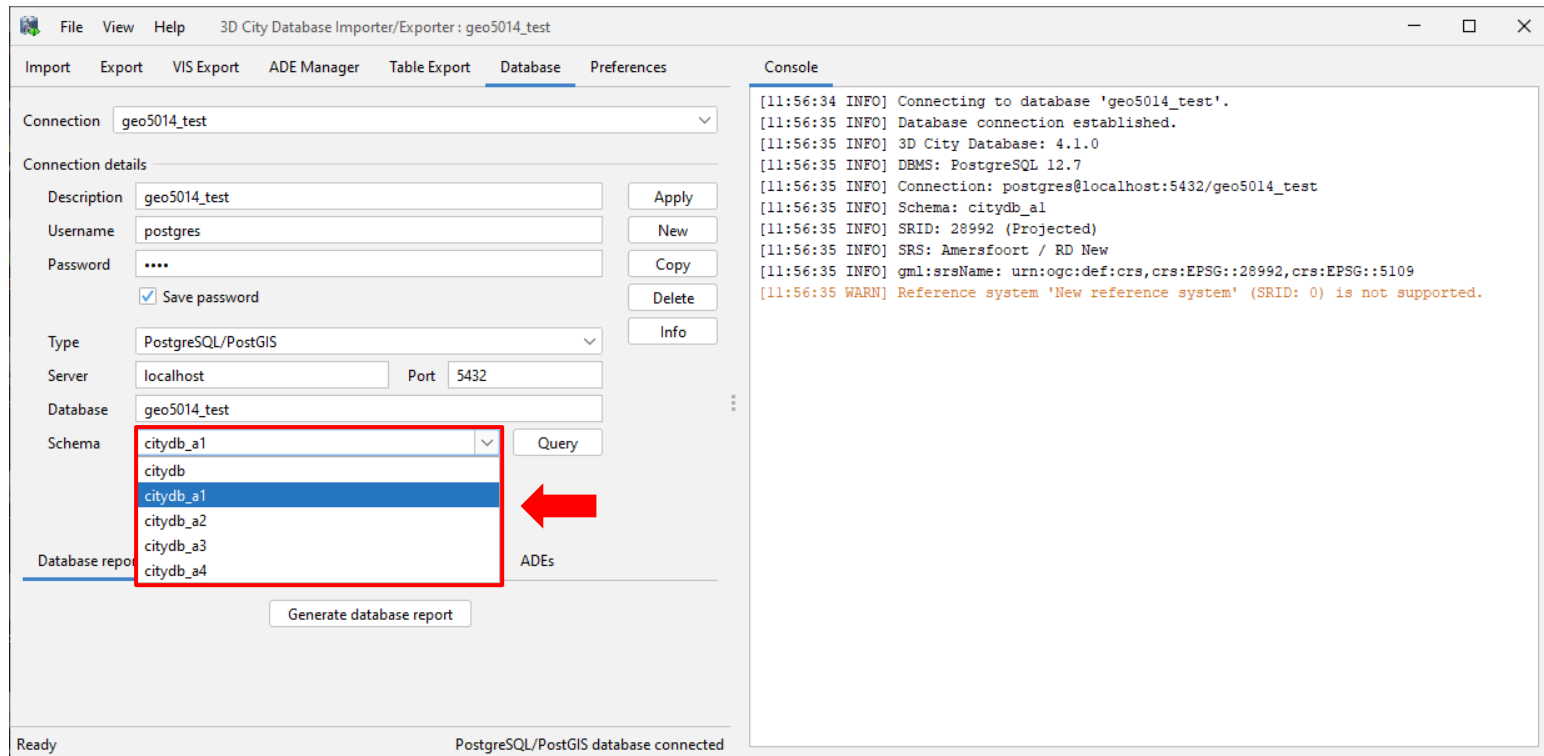 File View Help 3D City Database Importer/Exporter : geo5014_test
Import Export VIS Export ADE Manager Table Export Database Preferences
Connection geo5014_test
Connection details
Description geo5014_test Apply
Username postgres New
Password •••• Copy
Save password Delete
Info
Type PostgreSQL/PostGIS
Server localhost Port 5432
Database geo5014_test
Schema citydb_a1 Query
citydb
citydb_a1
citydb_a2
citydb_a3
citydb_a4
Database ADEs
Generate database report
Ready PostgreSQL/PostGIS database connected
Console
[11:56:34 INFO] Connecting to database 'geo5014_test'.
[11:56:35 INFO] Database connection established.
[11:56:35 INFO] 3D City Database: 4.1.0
[11:56:35 INFO] DBMS: PostgreSQL 12.7
[11:56:35 INFO] Connection: postgres@localhost:5432/geo5014_test
[11:56:35 INFO] Schema: citydb_a1
[11:56:35 INFO] SRID: 28992 (Projected)
[11:56:35 INFO] SRS: Amersfoort / RD New
[11:56:35 INFO] gml:srsName: urn:ogc:def:crs,crs:EPSG::28992,crs:EPSG::5109
[11:56:35 WARN] Reference system 'New reference system' (SRID: 0) is not supported.